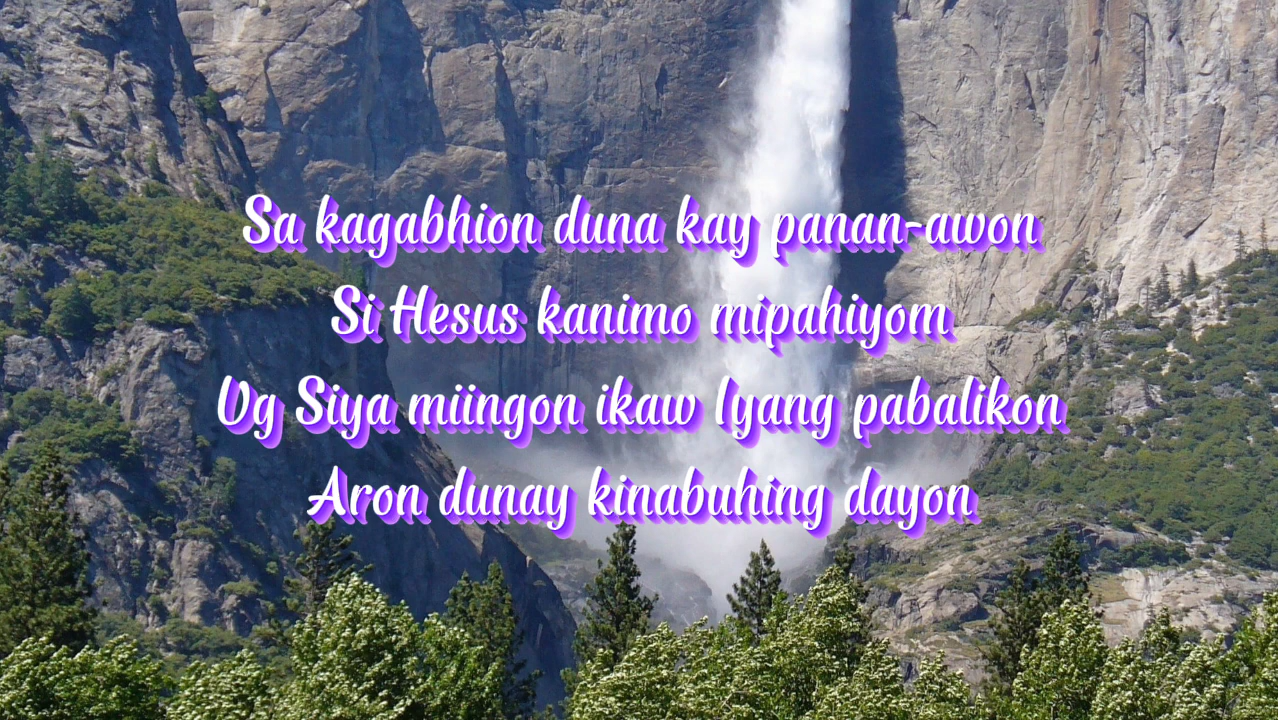 Sa kagabhion duna kay panan-awon
Si Hesus kanimo mipahiyom
Ug Siya miingon ikaw Iyang pabalikon
Aron dunay kinabuhing dayon